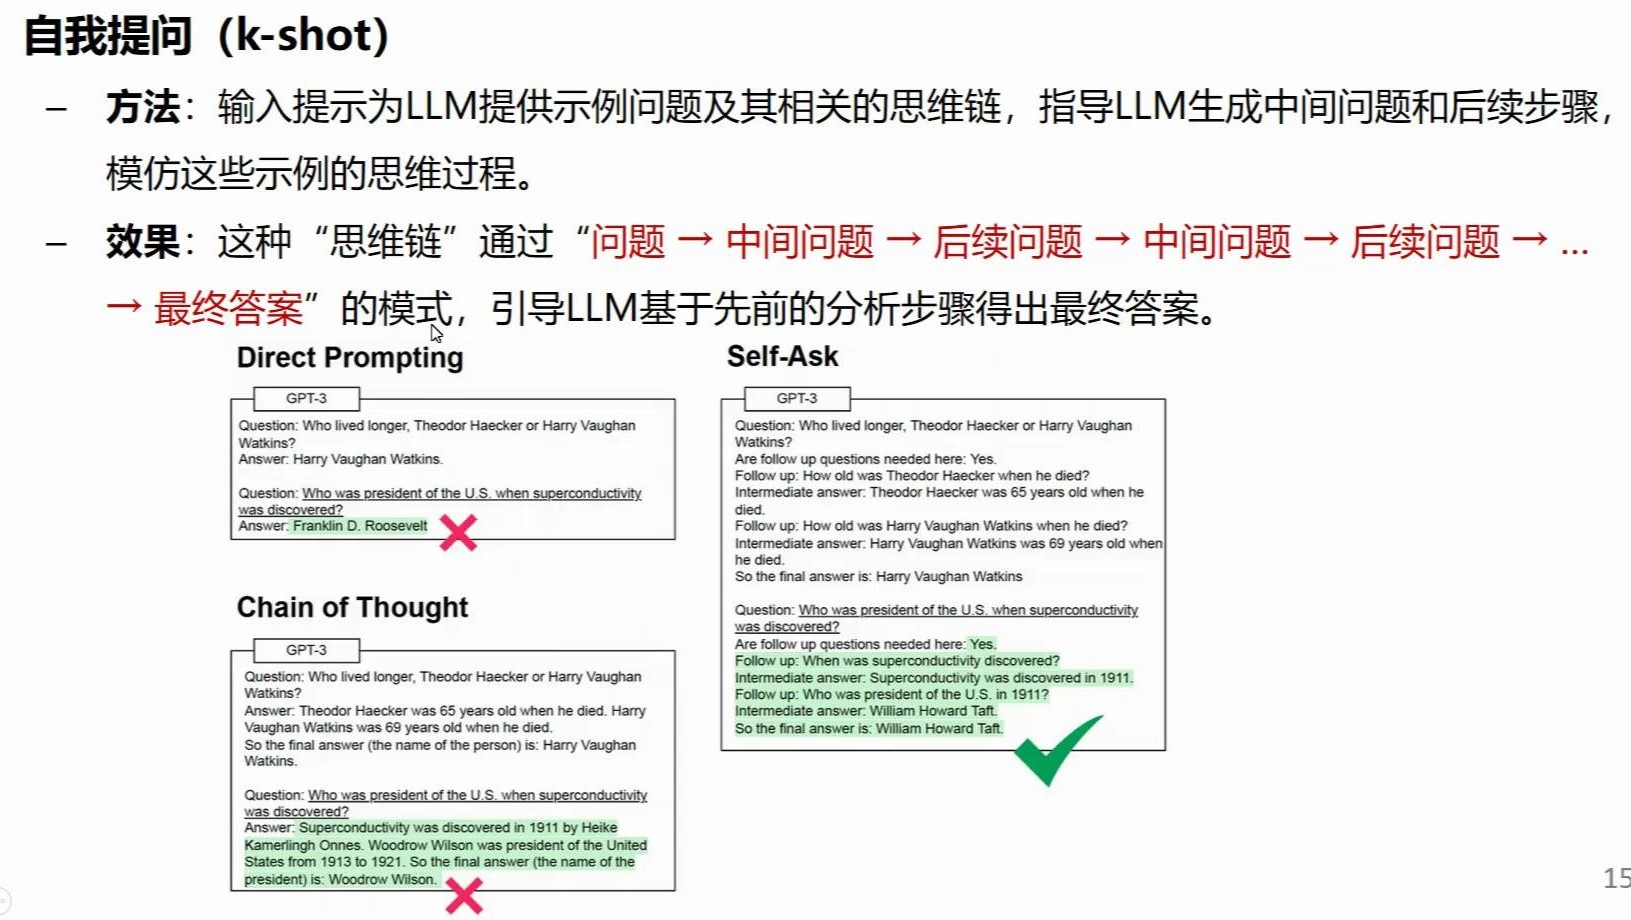 自我提问（k-shot）
– 方法：输入提示为LLM提供示例问题及其相关的思维链，指导LLM生成中间问题和后续步骤，
模仿这些示例的思维过程。
– 效果：这种“思维链”通过“问题 → 中间问题 → 后续问题 → 中间问题 → 后续问题 → ...
→ 最终答案”的模式，引导LLM基于先前的分析步骤得出最终答案。
Direct Prompting
GPT-3
Question: Who lived longer, Theodor Haecker or Harry Vaughan
Watkins?
Answer: Harry Vaughan Watkins.
Question: Who was president of the U.S. when superconductivity
was discovered?
Answer: Franklin D. Roosevelt
Chain of Thought
GPT-3
Question: Who lived longer, Theodor Haecker or Harry Vaughan
Watkins?
Answer: Theodor Haecker was 65 years old when he died. Harry
Vaughan Watkins was 69 years old when he died.
So the final answer (the name of the person) is: Harry Vaughan
Watkins.
Question: Who was president of the U.S. when superconductivity
was discovered?
Answer: Superconductivity was discovered in 1911 by Heike
Kamerlingh Onnes. Woodrow Wilson was president of the United
States from 1913 to 1921. So the final answer (the name of the
president) is: Woodrow Wilson.
Self-Ask
GPT-3
Question: Who lived longer, Theodor Haecker or Harry Vaughan
Watkins?
Are follow up questions needed here: Yes.
Follow up: How old was Theodor Haecker when he died?
Intermediate answer: Theodor Haecker was 65 years old when he
died.
Follow up: How old was Harry Vaughan Watkins when he died?
Intermediate answer: Harry Vaughan Watkins was 69 years old when
he died.
So the final answer is: Harry Vaughan Watkins
Question: Who was president of the U.S. when superconductivity
was discovered?
Are follow up questions needed here: Yes.
Follow up: When was superconductivity discovered?
Intermediate answer: Superconductivity was discovered in 1911.
Follow up: Who was president of the U.S. in 1911?
Intermediate answer: William Howard Taft.
So the final answer is: William Howard Taft.
15